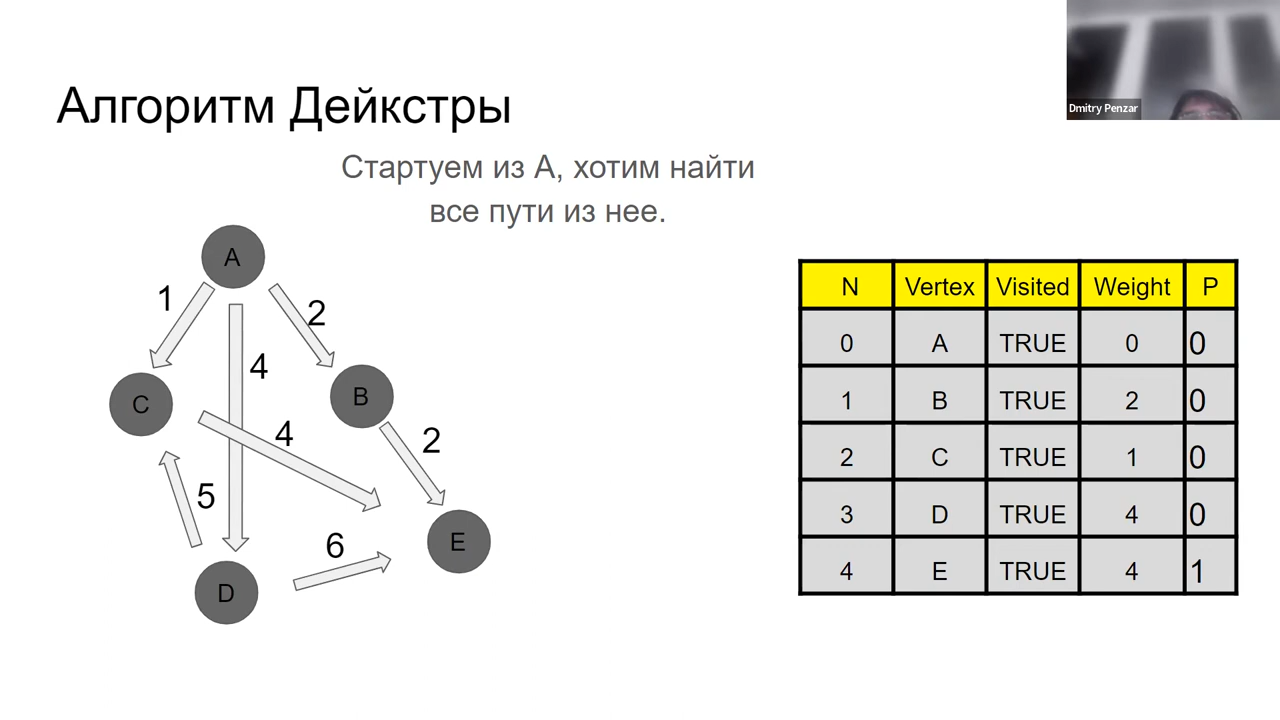 Dmitry Penzar
Алгоритм Дейкстры
Стартуем из А, хотим найти
все пути из нее.
A
1
2
4
C
B
4
2
5
6
E
D
N Vertex Visited Weight P
0 A TRUE 0 0
1 B TRUE 2 0
2 C TRUE 1 0
3 D TRUE 4 0
4 E TRUE 4 1